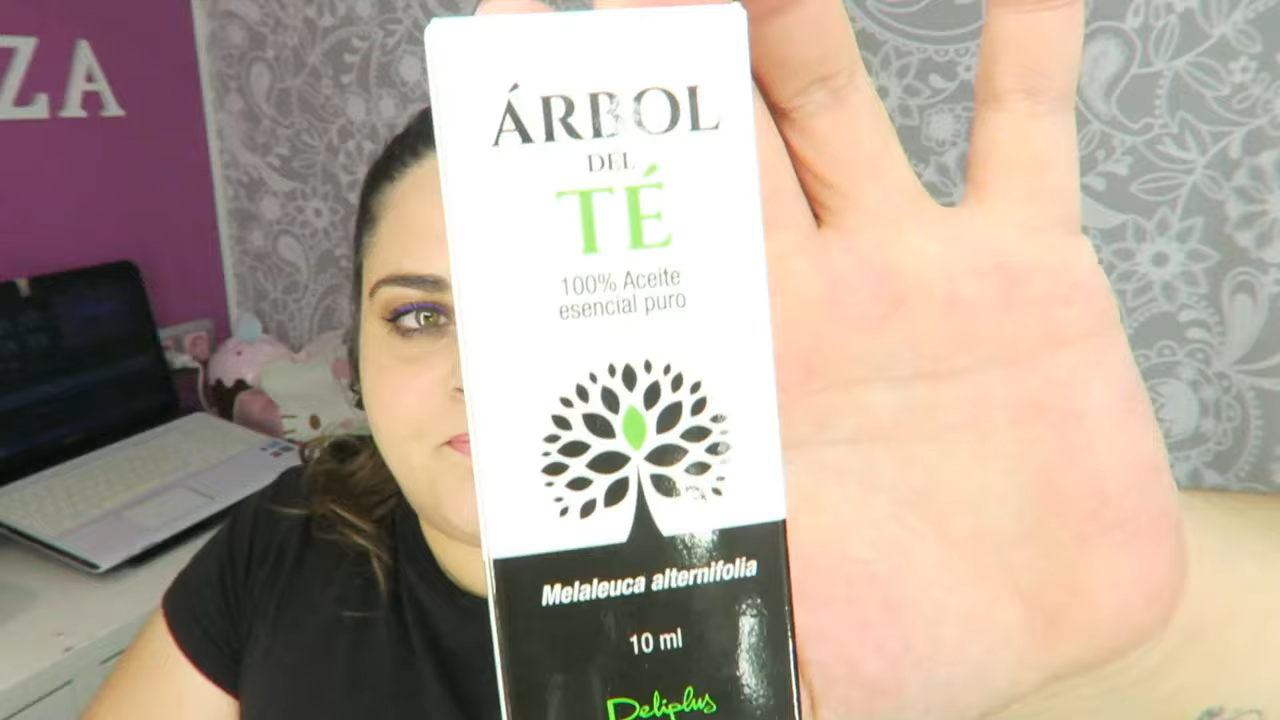 ZA
ÁRBOL
DEL
TÉ
100% Aceite
esencial puro
Melaleuca alternifolia
10 ml
Deliplus